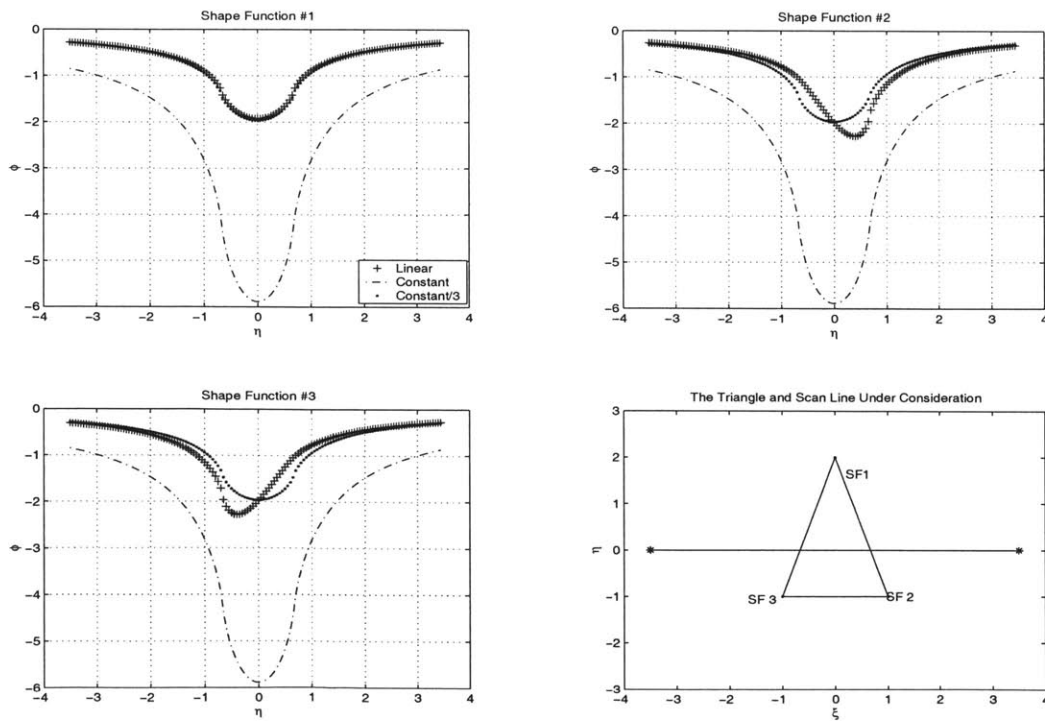 Shape Function #1
0
−1
−2
−3
−4
−5
−6
ϕ
−4 −3 −2 −1 0 1 2 3 4
η
Linear
Constant
Constant/3
Shape Function #2
0
−1
−2
−3
−4
−5
−6
ϕ
−4 −3 −2 −1 0 1 2 3 4
η
Shape Function #3
0
−1
−2
−3
−4
−5
−6
ϕ
−4 −3 −2 −1 0 1 2 3 4
η
The Triangle and Scan Line Under Consideration
3
2
1
0
−1
−2
−3
η
SF1
SF 3
SF 2
−4 −3 −2 −1 0 1 2 3 4
ξ